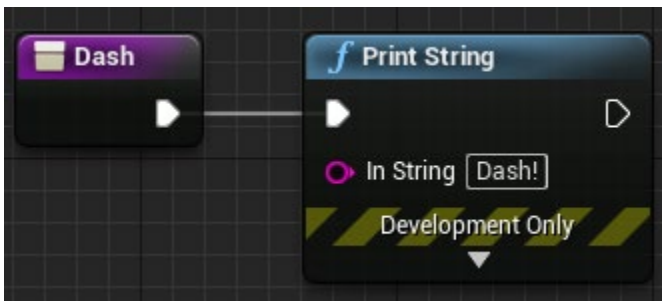 Dash
f Print String
In String Dash!
Development Only